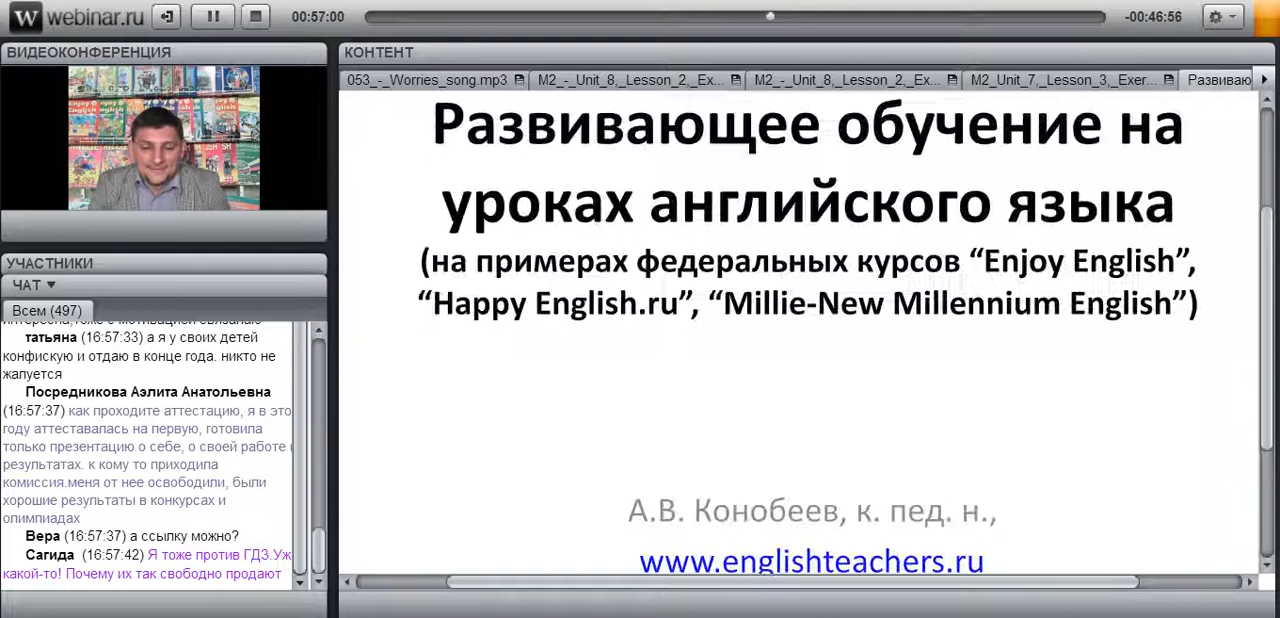 webinar.ru
00:57:00
-00:46:56
ВИДЕОКОНФЕРЕНЦИЯ
УЧАСТНИКИ
ЧАТ
Всем (497)
татьяна (16:57:33) а я у своих детей
конфискую и отдаю в конце года. никто не
жалуется
Посредникова Аэлита Анатольевна
(16:57:37) как проходите аттестацию, я в это
году аттестовалась на первую, готовила
только презентацию о себе, о своей работе
результатах. к кому то приходила
комиссия.меня от нее освободили, были
хорошие результаты в конкурсах и
олимпиадах
Вера (16:57:37) а ссылку можно?
Сагида (16:57:42) Я тоже против ГДЗ.Уж
какой-то! Почему их так свободно продают
КОНТЕНТ
053_-_Worries_song.mp3
M2_-_Unit_8,_Lesson_2,_Ex...
M2_-_Unit_8,_Lesson_2,_Ex...
M2_Unit_7,_Lesson_3,_Exer...
Развиваю
Развивающее обучение на
уроках английского языка
(на примерах федеральных курсов “Enjoy English”,
“Happy English.ru”, “Millie-New Millennium English”)
А.В. Конобеев, к. пед. н.,
www.englishteachers.ru